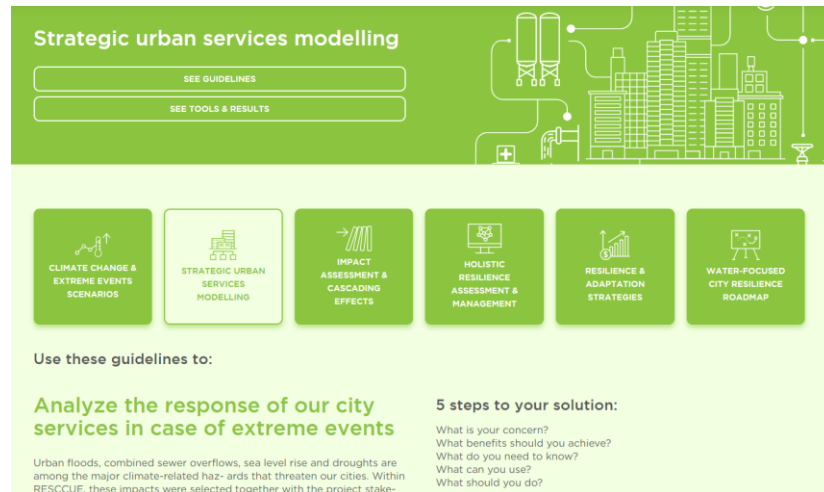 Strategic urban services modelling
SEE GUIDELINES
SEE TOOLS & RESULTS
CLIMATE CHANGE &
EXTREME EVENTS
SCENARIOS
STRATEGIC URBAN
SERVICES
MODELLING
IMPACT
ASSESSMENT &
CASCADING
EFFECTS
HOLISTIC
RESILIENCE
ASSESSMENT &
MANAGEMENT
RESILIENCE &
ADAPTATION
STRATEGIES
WATER-FOCUSED
CITY RESILIENCE
ROADMAP
Use these guidelines to:
Analyze the response of our city
services in case of extreme events
Urban floods, combined sewer overflows, sea level rise and droughts are
among the major climate-related haz- ards that threaten our cities. Within
RESCCUE, these impacts were selected together with the project stake-
5 steps to your solution:
What is your concern?
What benefits should you achieve?
What do you need to know?
What can you use?
What should you do?